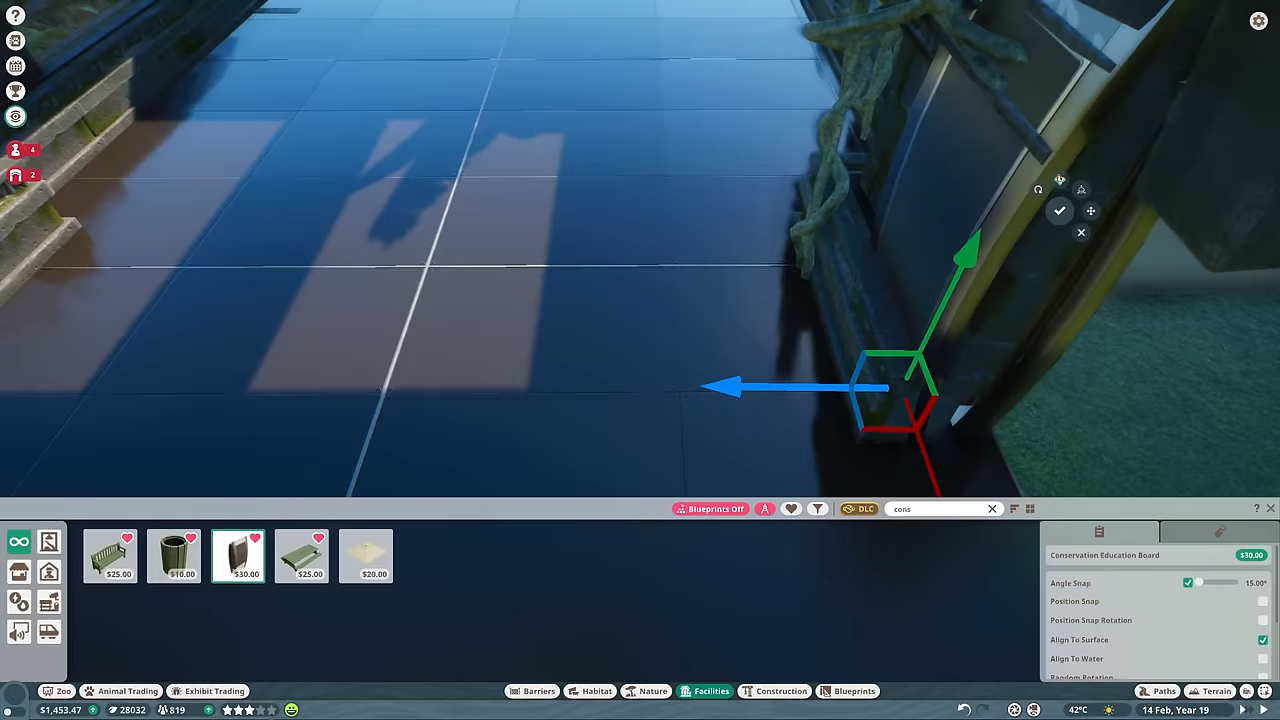 ?
4
2
Blueprints Off
A
DLC
cons
?
$25.00
$10.00
$30.00
$25.00
$20.00
Conservation Education Board
$30.00
Angle Snap
15.00°
Position Snap
Position Snap Rotation
Align To Surface
Align To Water
Random Rotation
Zoo
Animal Trading
Exhibit Trading
Barriers
Habitat
Nature
Facilities
Construction
Blueprints
Paths
Terrain
$1,453.47
28032
819
42°C
14 Feb, Year 19